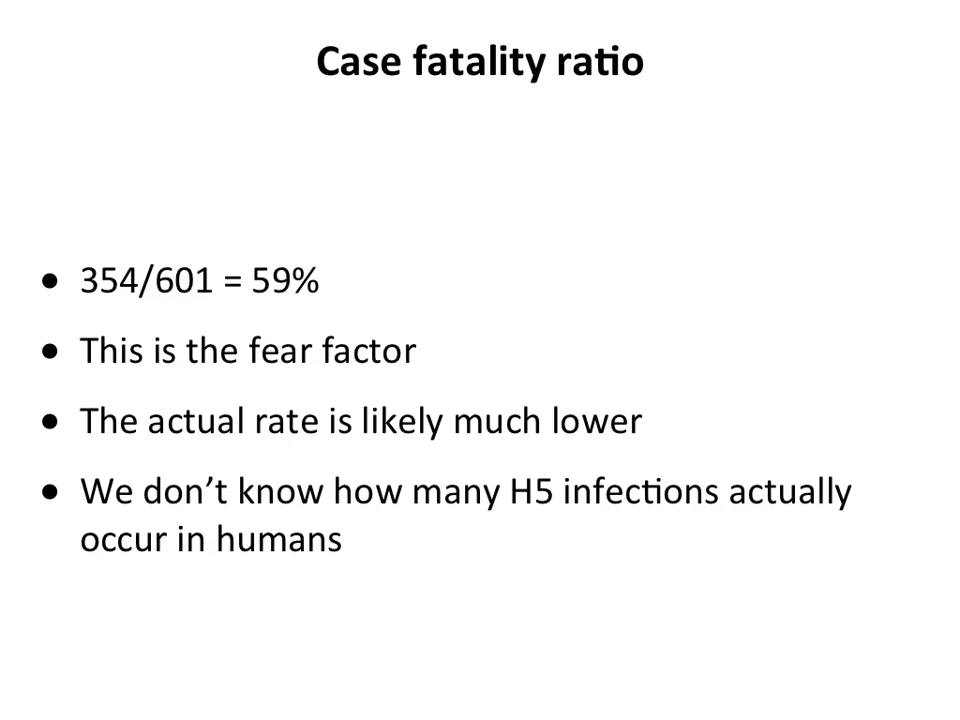 Case fatality ratio
• 354/601 = 59%
• This is the fear factor
• The actual rate is likely much lower
• We don’t know how many H5 infections actually
occur in humans